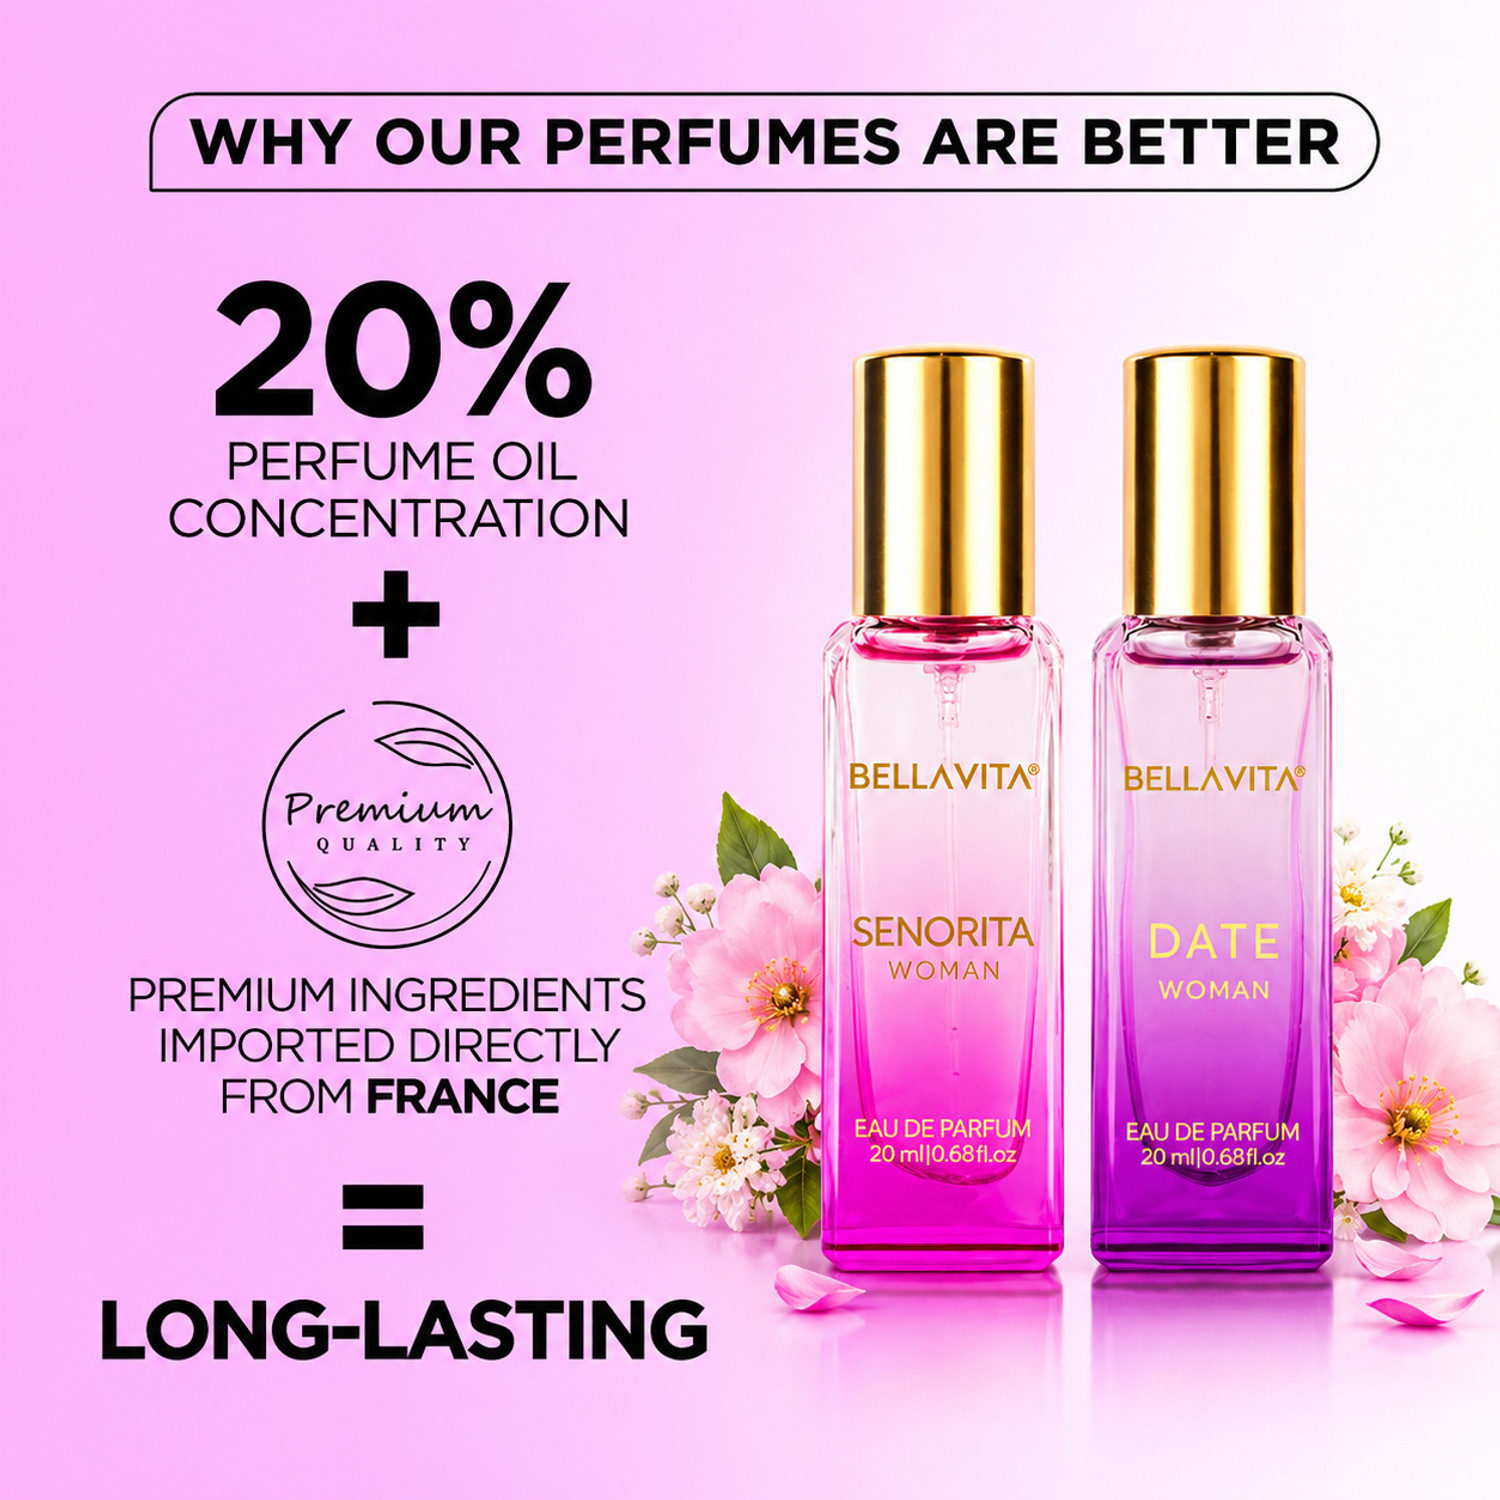 WHY OUR PERFUMES ARE BETTER
20%
PERFUME OIL
CONCENTRATION
+
Premium
QUALITY
PREMIUM INGREDIENTS
IMPORTED DIRECTLY
FROM FRANCE
=
LONG-LASTING
BELLAVITA®
SENORITA
WOMAN
EAU DE PARFUM
20 ml|0.68fl.oz
BELLAVITA®
DATE
WOMAN
EAU DE PARFUM
20 ml|0.68fl.oz